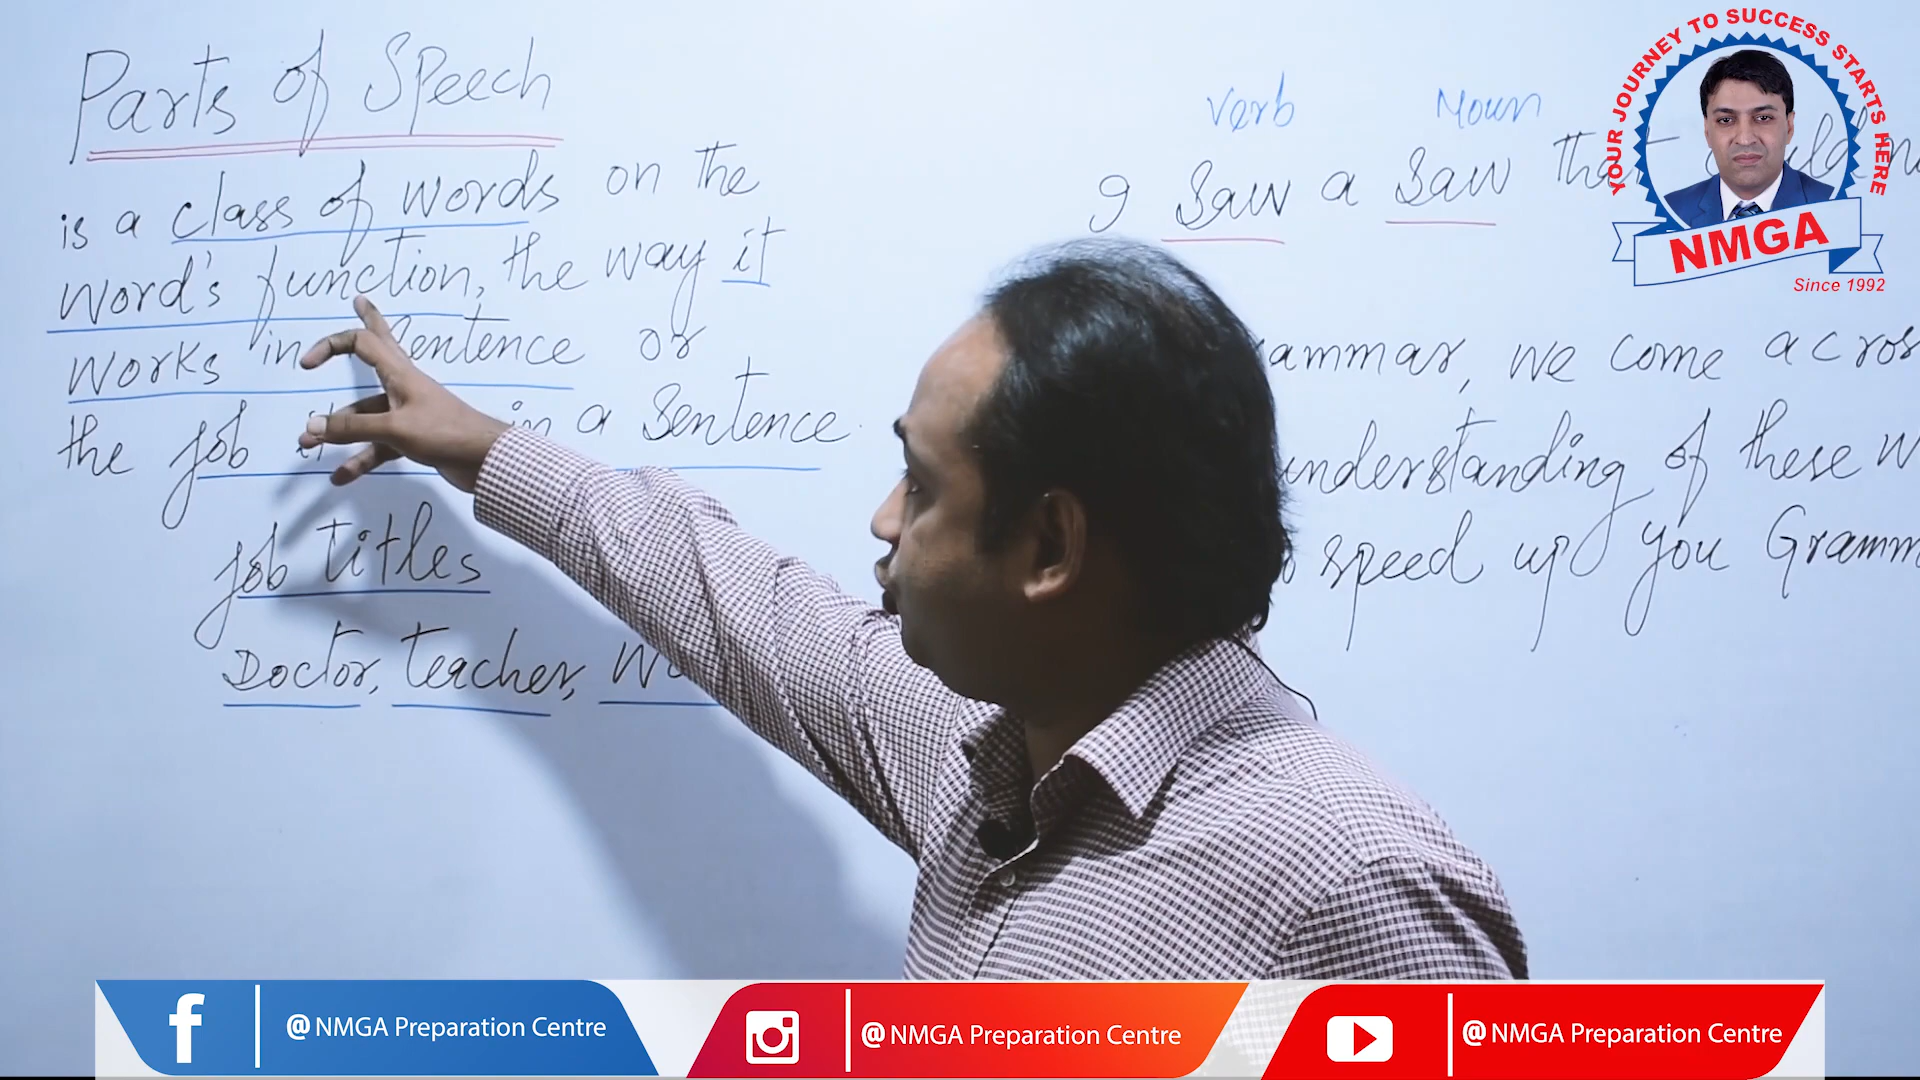 Parts of Speech
is a class of words on the
word's function, the way it
works in Sentence or
the job it in a Sentence
job titles
Doctor, teacher,
Verb Noun
I saw a saw that
Grammar, we come across
understanding of these
speed up you
YOUR JOURNEY TO SUCCESS STARTS HERE
NMGA
Since 1992
@NMGA Preparation Centre
@NMGA Preparation Centre
@NMGA Preparation Centre